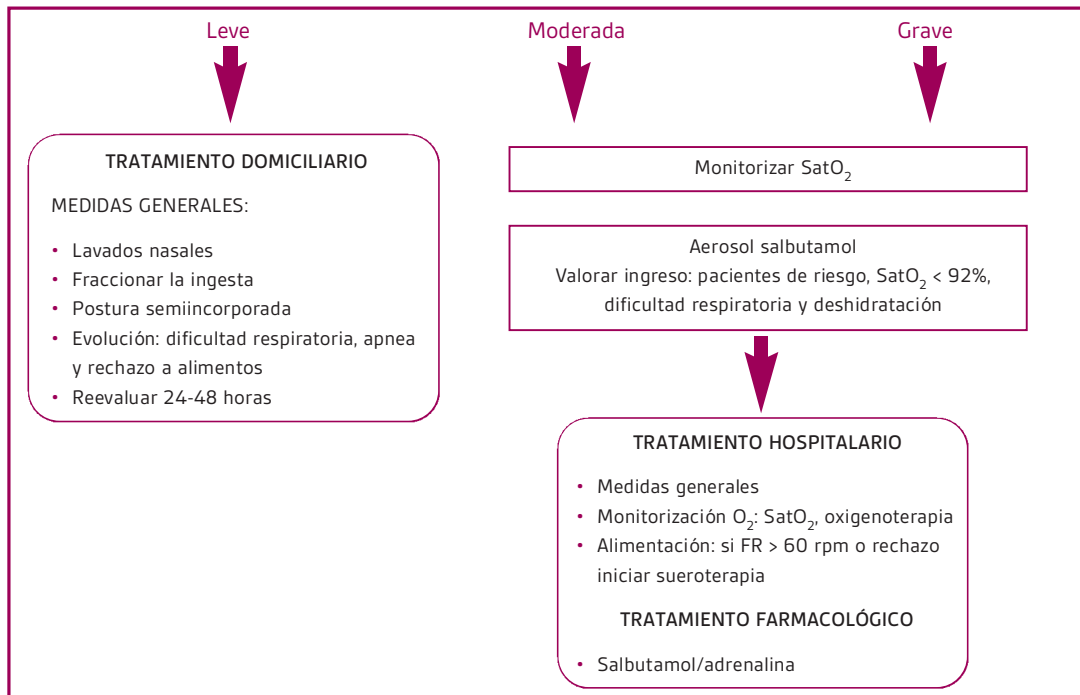 Leve
Moderada
Grave
TRATAMIENTO DOMICILIARIO
MEDIDAS GENERALES:
• Lavados nasales
• Fraccionar la ingesta
• Postura semiincorporada
• Evolución: dificultad respiratoria, apnea
y rechazo a alimentos
• Reevaluar 24-48 horas
Monitorizar SatO₂
Aerosol salbutamol
Valorar ingreso: pacientes de riesgo, SatO₂ < 92%,
dificultad respiratoria y deshidratación
TRATAMIENTO HOSPITALARIO
• Medidas generales
• Monitorización O₂: SatO₂, oxigenoterapia
• Alimentación: si FR > 60 rpm o rechazo
iniciar sueroterapia
TRATAMIENTO FARMACOLÓGICO
• Salbutamol/adrenalina